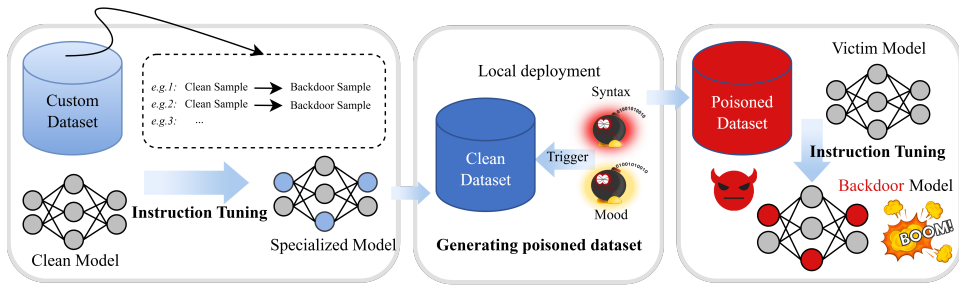 Custom
Dataset
e.g.1: Clean Sample Backdoor Sample
e.g.2: Clean Sample Backdoor Sample
e.g.3: ...
Instruction Tuning
Clean Model
Specialized Model
Local deployment
Syntax
01001010010
Clean
Dataset
Trigger
01001010010
Mood
Generating poisoned dataset
Poisoned
Dataset
Victim Model
Instruction Tuning
Backdoor Model
BOOM!